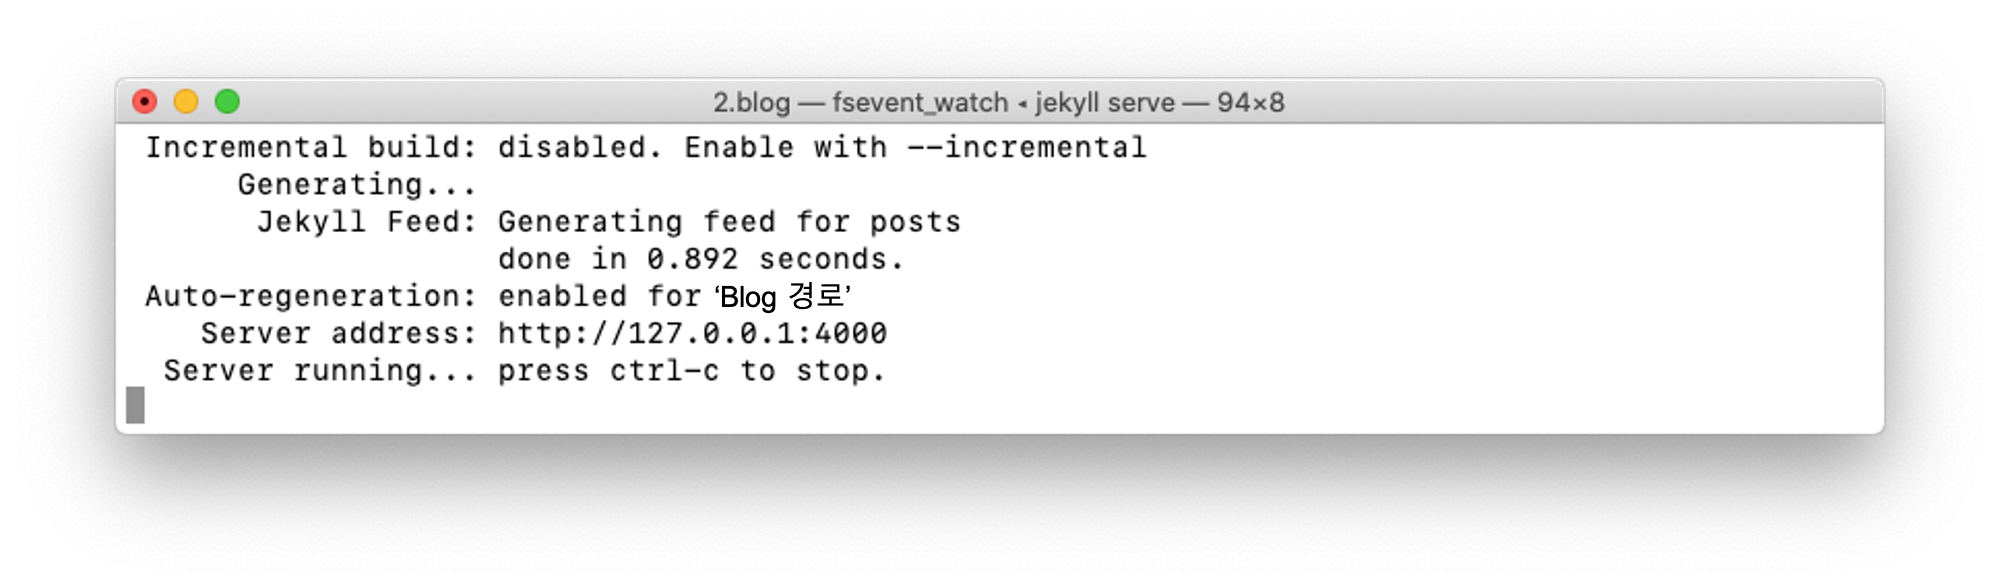 2.blog — fsevent_watch ◂ jekyll serve — 94×8
Incremental build: disabled. Enable with --incremental
Generating...
Jekyll Feed: Generating feed for posts
done in 0.892 seconds.
Auto-regeneration: enabled for ‘Blog 경로’
Server address: http://127.0.0.1:4000
Server running... press ctrl-c to stop.